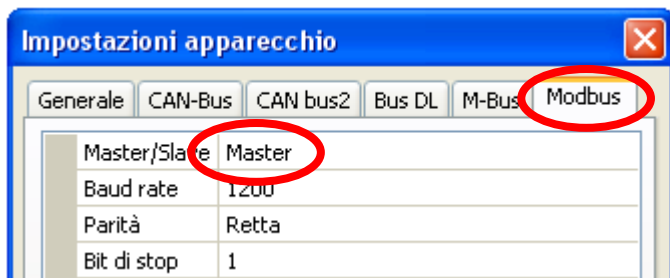 Impostazioni apparecchio
Generale CAN-Bus CAN bus2 Bus DL M-Bus Modbus
Master/Slave Master
Baud rate 1200
Parità Retta
Bit di stop 1